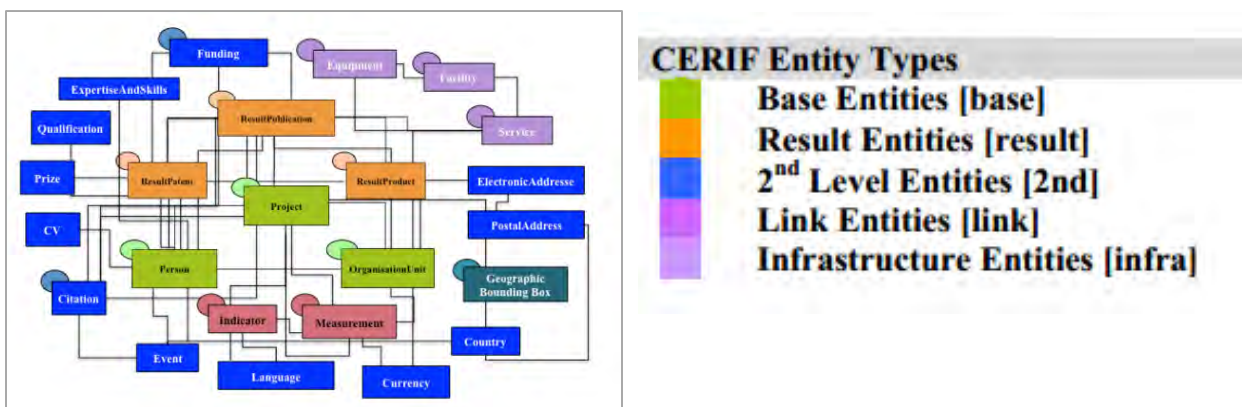 Funding
Equipment
Facility
ExpertiseAndSkills
ResultPublication
Qualification
Service
Prize
ResultPatent
ResultProduct
ElectronicAddresse
Project
CV
PostalAddress
Person
OrganisationUnit
Geographic
Bounding Box
Citation
Indicator
Measurement
Country
Event
Language
Currency
CERIF Entity Types
Base Entities [base]
Result Entities [result]
2nd Level Entities [2nd]
Link Entities [link]
Infrastructure Entities [infra]